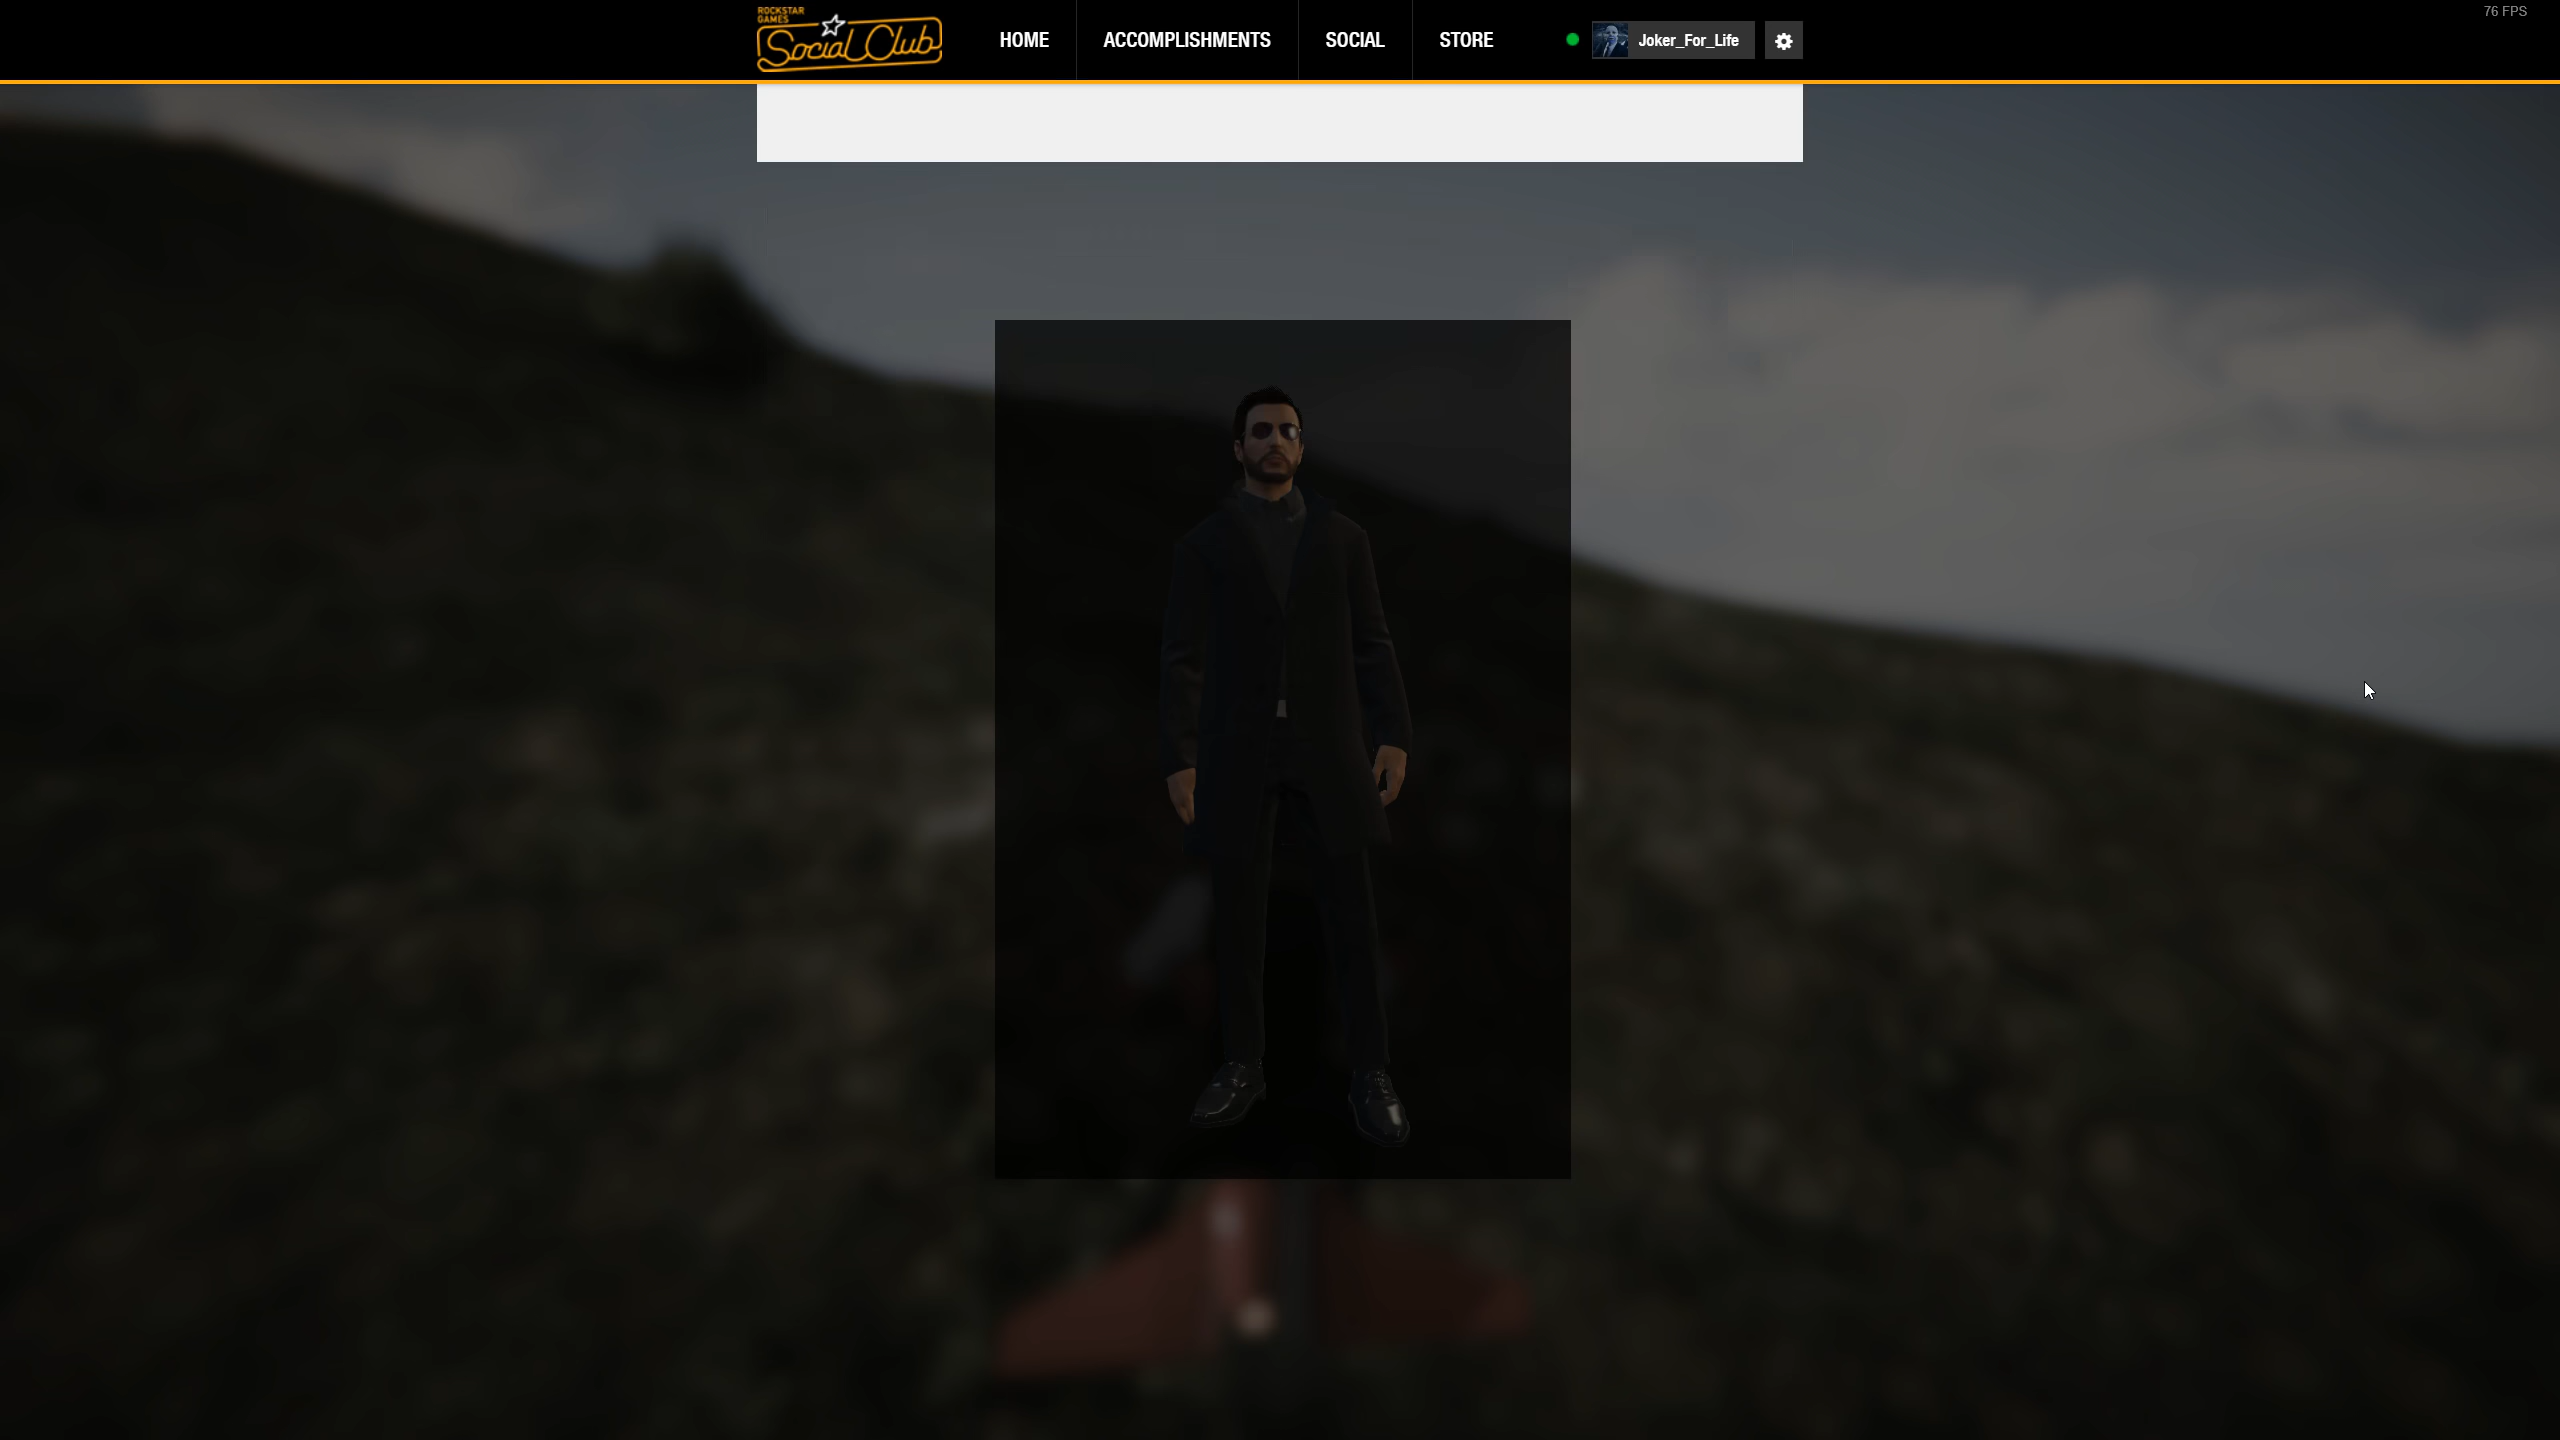 ROCKSTAR
GAMES
Social Club
HOME
ACCOMPLISHMENTS
SOCIAL
STORE
Joker_For_Life
76 FPS